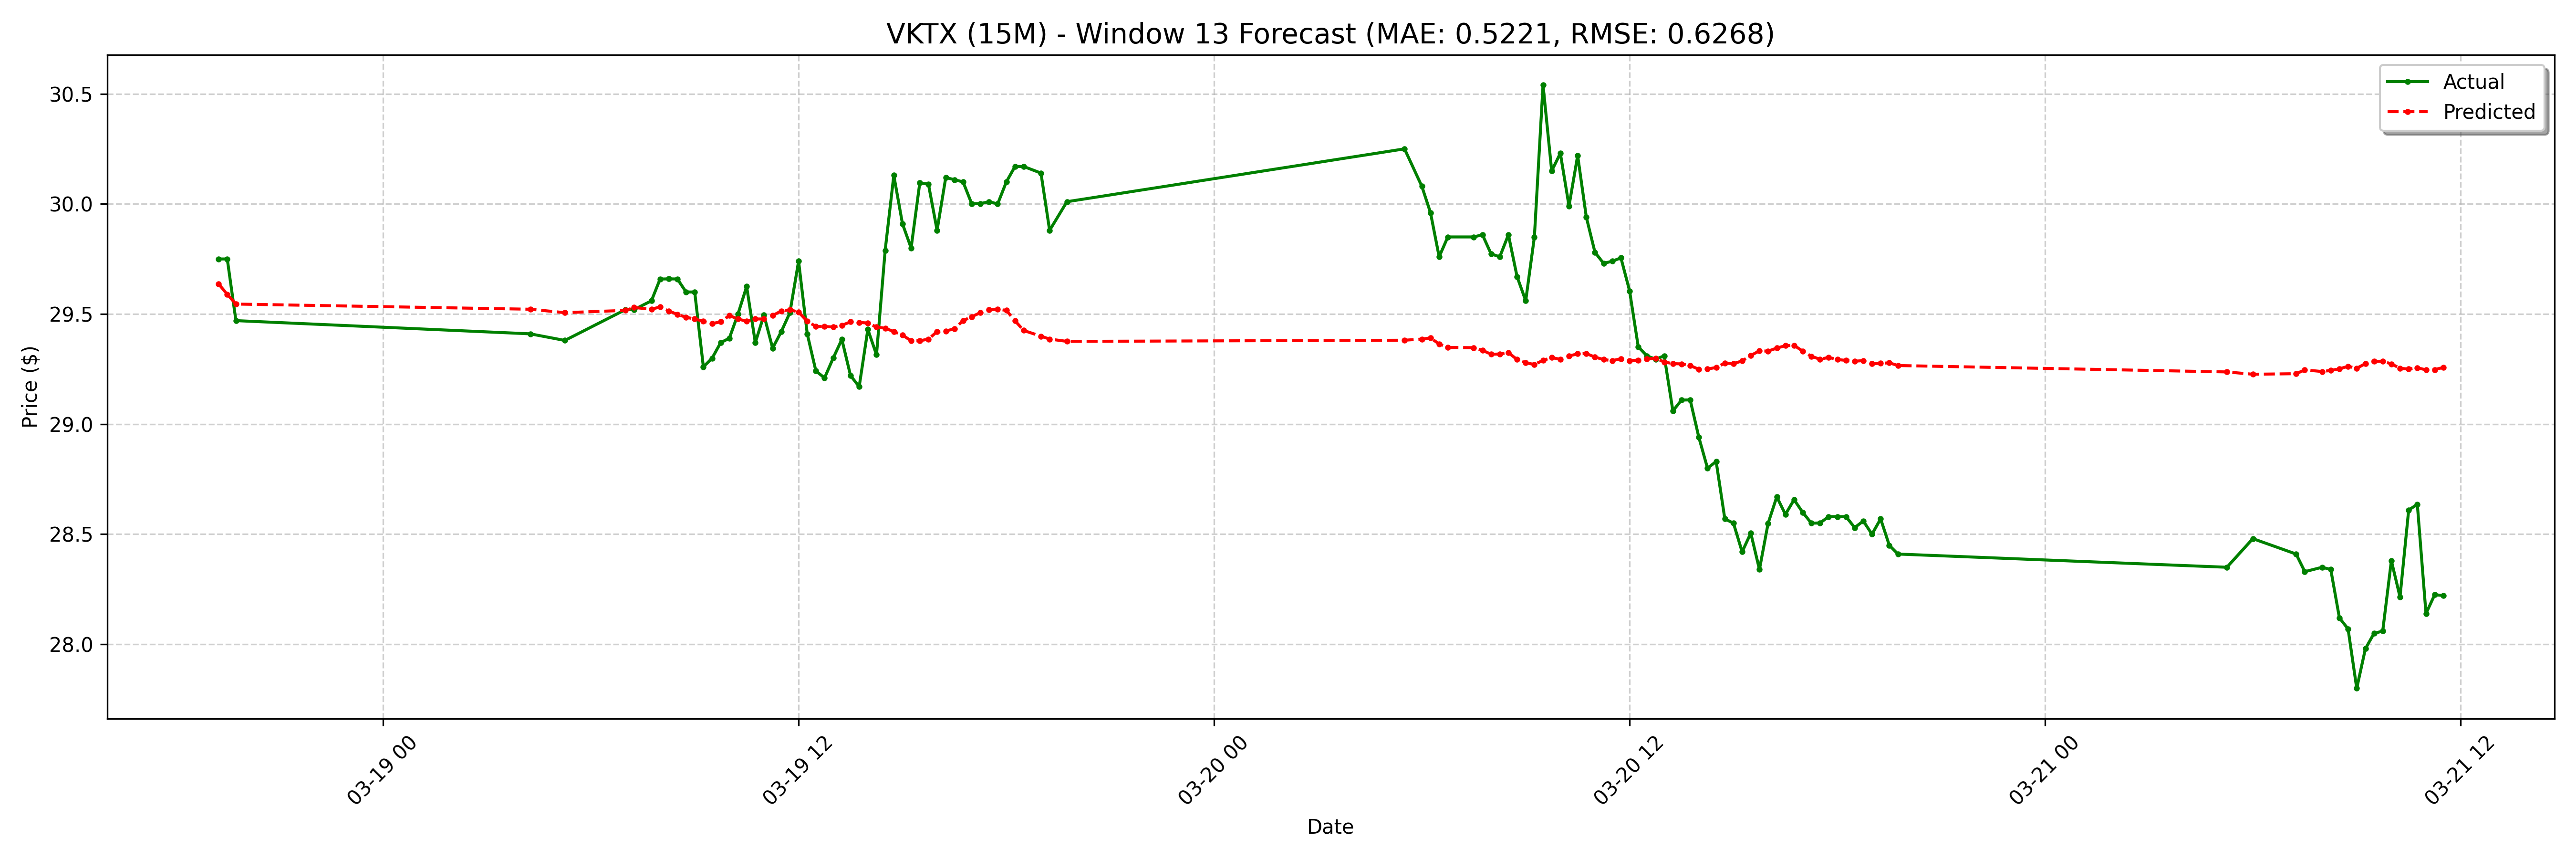 VKTX (15M) - Window 13 Forecast (MAE: 0.5221, RMSE: 0.6268)
Actual
Predicted
30.5
30.0
29.5
29.0
28.5
28.0
Price ($)
03-19 00
03-19 12
03-20 00
03-20 12
03-21 00
03-21 12
Date